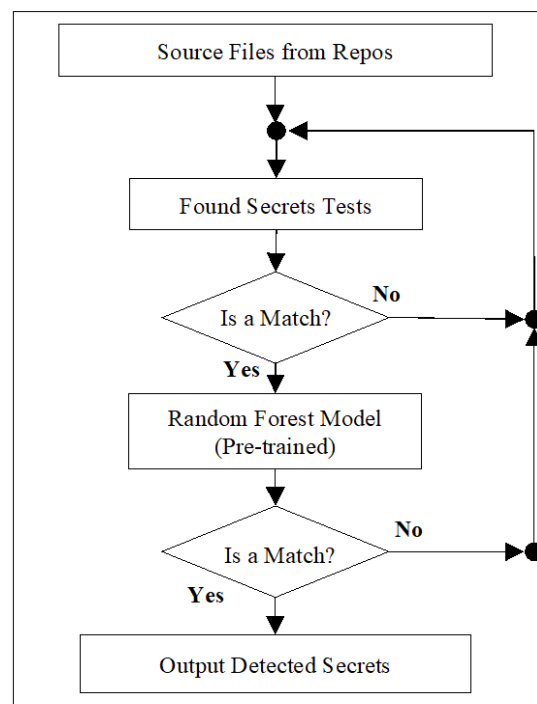 Source Files from Repos
Found Secrets Tests
Is a Match?
No
Yes
Random Forest Model
(Pre-trained)
Is a Match?
No
Yes
Output Detected Secrets